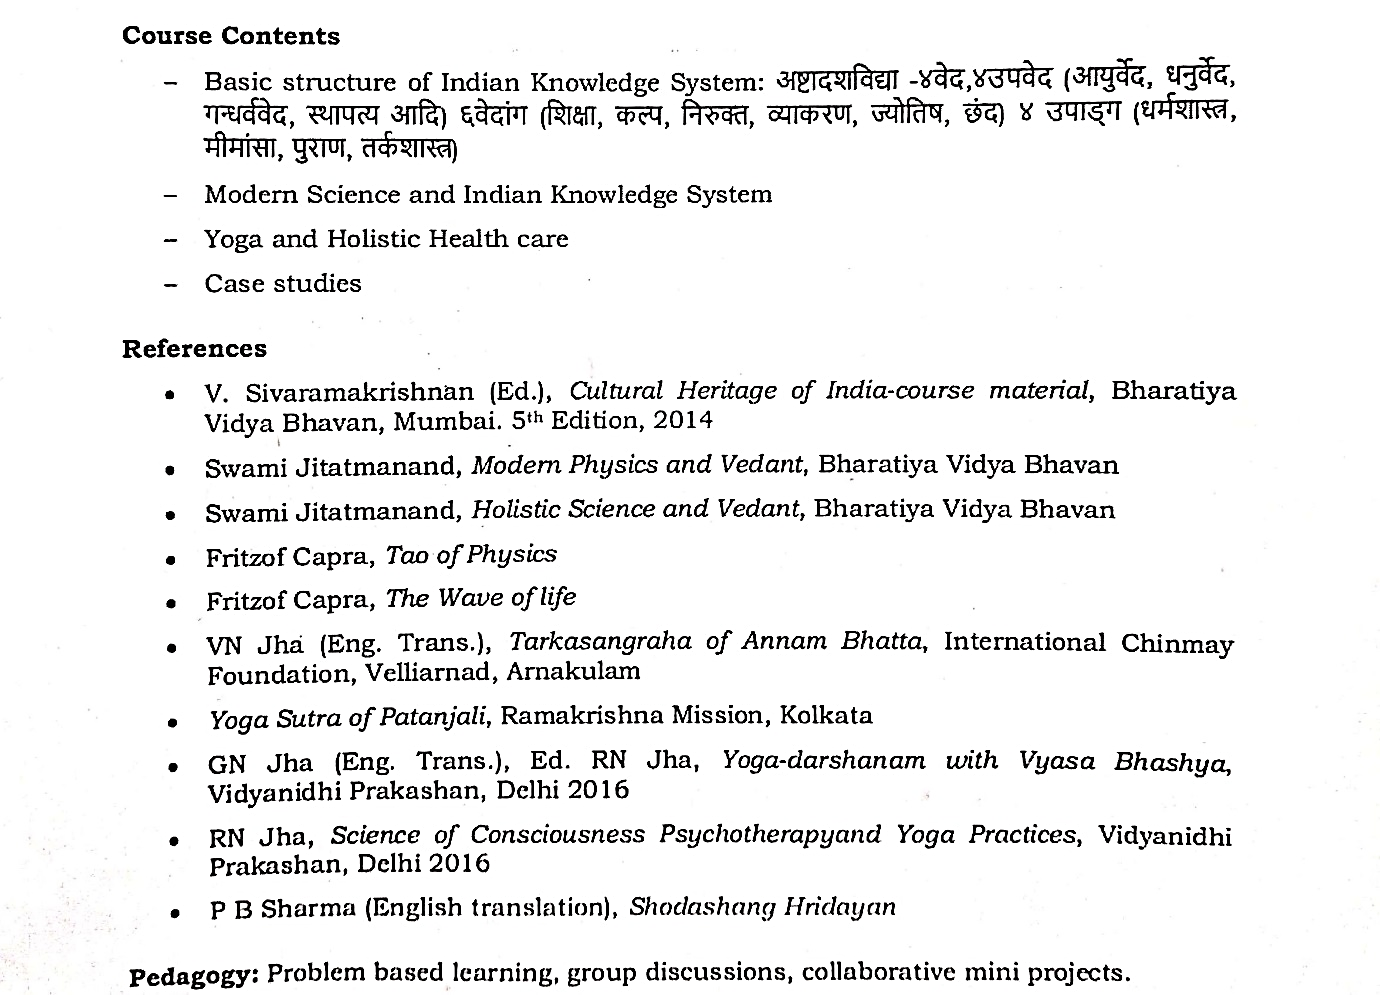 Course Contents
– Basic structure of Indian Knowledge System: अष्टादशविद्या -४वेद,४उपवेद (आयुर्वेद, धनुर्वेद,
गन्धर्ववेद, स्थापत्य आदि) ६वेदांग (शिक्षा, कल्प, निरुक्त, व्याकरण, ज्योतिष, छंद) ४ उपाड्ग (धर्मशास्त्र,
मीमांसा, पुराण, तर्कशास्त्र)
– Modern Science and Indian Knowledge System
– Yoga and Holistic Health care
– Case studies
References
• V. Sivaramakrishnan (Ed.), Cultural Heritage of India-course material, Bharatiya
Vidya Bhavan, Mumbai. 5th Edition, 2014
• Swami Jitatmanand, Modern Physics and Vedant, Bharatiya Vidya Bhavan
• Swami Jitatmanand, Holistic Science and Vedant, Bharatiya Vidya Bhavan
• Fritzof Capra, Tao of Physics
• Fritzof Capra, The Wave of life
• VN Jha (Eng. Trans.), Tarkasangraha of Annam Bhatta, International Chinmay
Foundation, Velliarnad, Arnakulam
• Yoga Sutra of Patanjali, Ramakrishna Mission, Kolkata
• GN Jha (Eng. Trans.), Ed. RN Jha, Yoga-darshanam with Vyasa Bhashya,
Vidyanidhi Prakashan, Delhi 2016
• RN Jha, Science of Consciousness Psychotherapyand Yoga Practices, Vidyanidhi
Prakashan, Delhi 2016
• P B Sharma (English translation), Shodashang Hridayan
Pedagogy: Problem based learning, group discussions, collaborative mini projects.